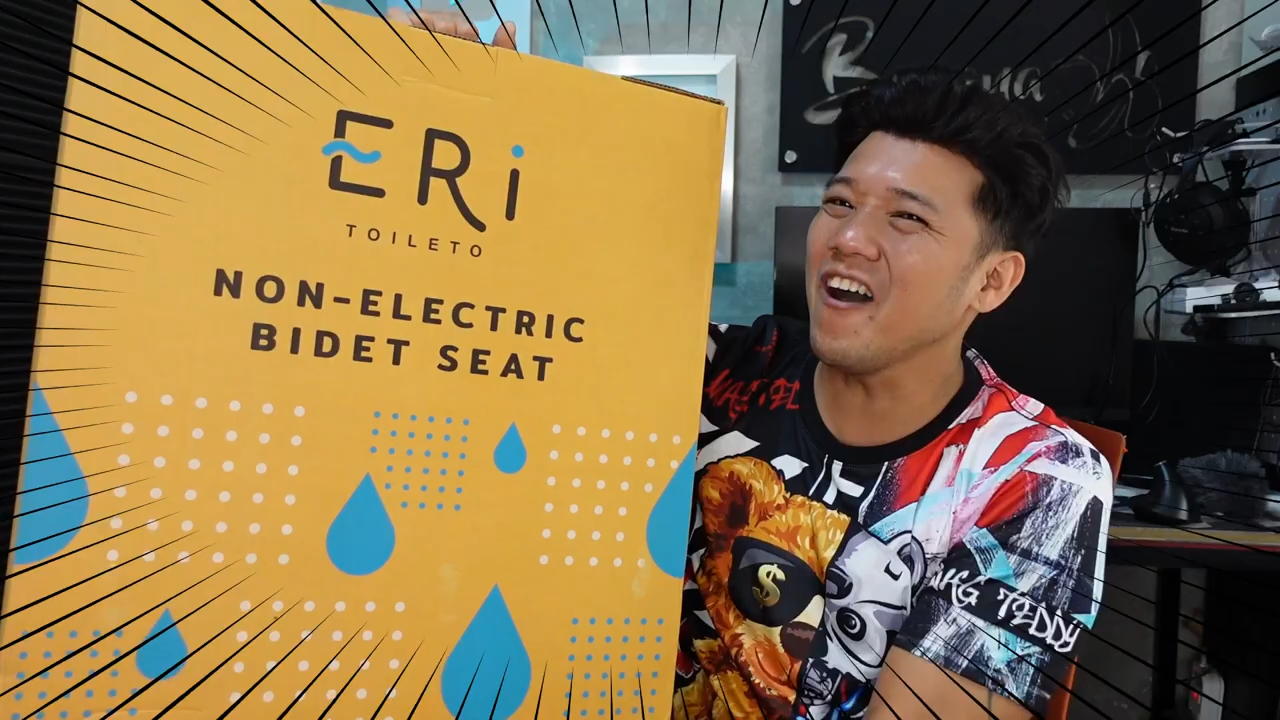 ERi
TOILETO
NON-ELECTRIC
BIDET SEAT
$
TEDDY